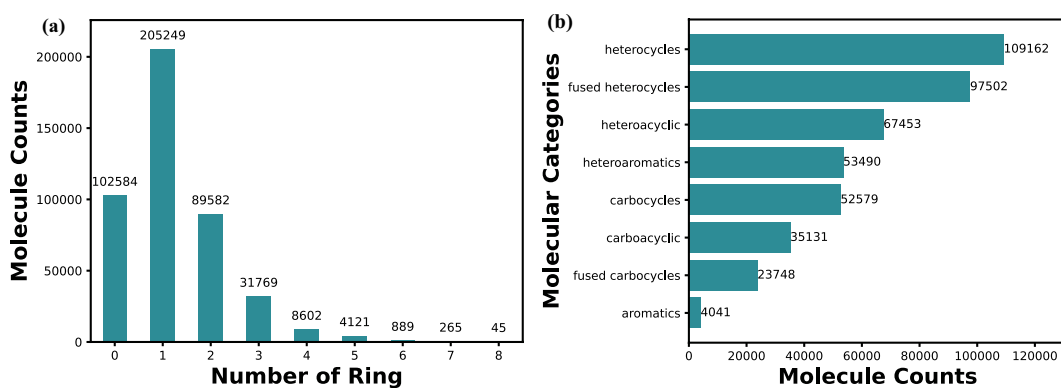 (a)
Molecule Counts
200000
150000
100000
50000
0
102584
205249
89582
31769
8602
4121
889
265
45
0 1 2 3 4 5 6 7 8
Number of Ring
(b)
Molecular Categories
heterocycles 109162
fused heterocycles 97502
heteroacyclic 67453
heteroaromatics 53490
carbocycles 52579
carboacyclic 35131
fused carbocycles 23748
aromatics 4041
0 20000 40000 60000 80000 100000 120000
Molecule Counts